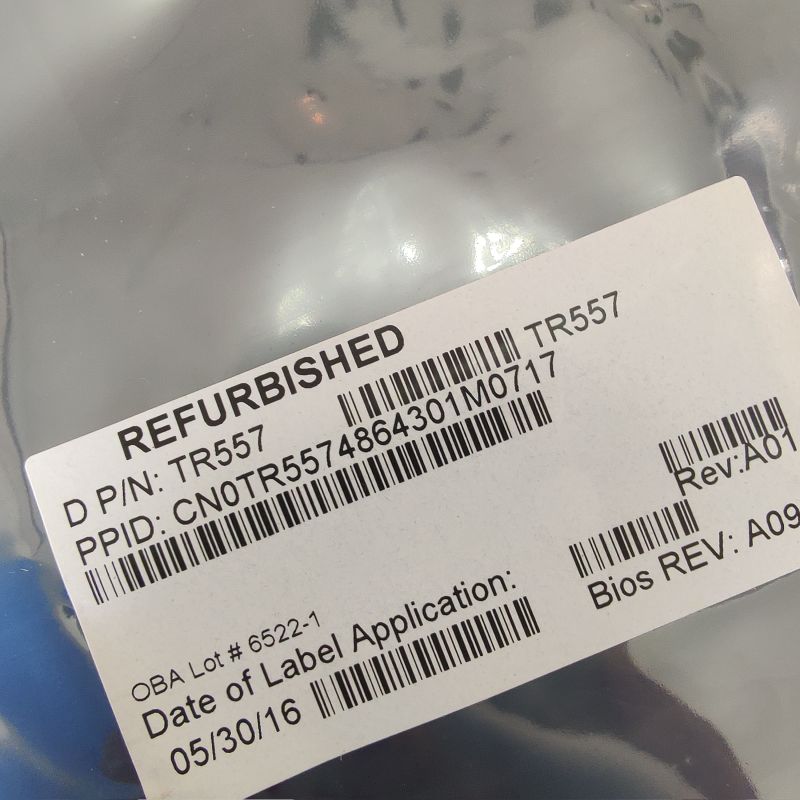 REFURBISHED
D P/N: TR557 TR557
PPID: CN0TR5574864301M0717
Rev:A01
OBA Lot # 6522-1
Bios REV: A09
Date of Label Application:
05/30/16